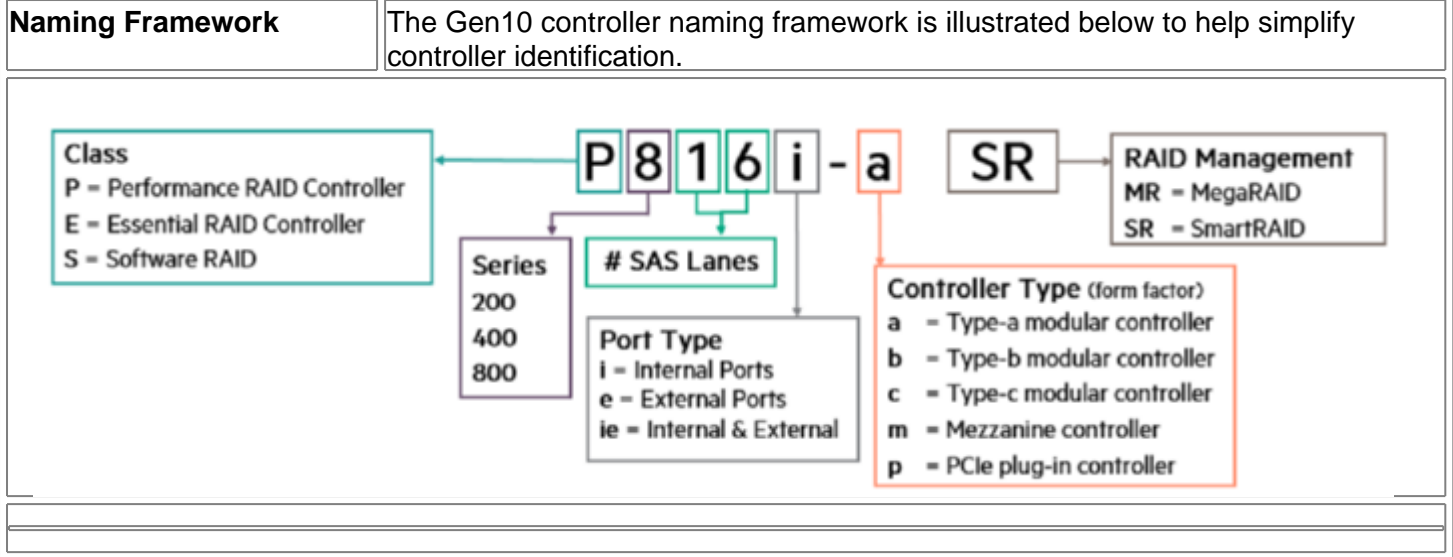 Naming Framework
The Gen10 controller naming framework is illustrated below to help simplify
controller identification.
P816i-a SR
Class
P = Performance RAID Controller
E = Essential RAID Controller
S = Software RAID
Series
200
400
800
# SAS Lanes
Port Type
i = Internal Ports
e = External Ports
ie = Internal & External
Controller Type (form factor)
a = Type-a modular controller
b = Type-b modular controller
c = Type-c modular controller
m = Mezzanine controller
p = PCIe plug-in controller
RAID Management
MR = MegaRAID
SR = SmartRAID